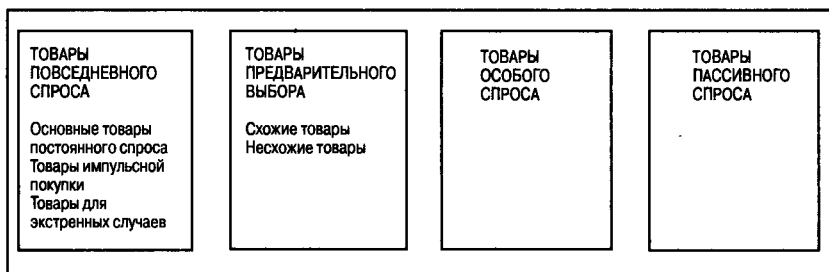 ТОВАРЫ
ПОВСЕДНЕВНОГО
СПРОСА
Основные товары
постоянного спроса
Товары импульсной
покупки
Товары для
экстренных случаев
ТОВАРЫ
ПРЕДВАРИТЕЛЬНОГО
ВЫБОРА
Схожие товары
Несхожие товары
ТОВАРЫ
ОСОБОГО
СПРОСА
ТОВАРЫ
ПАССИВНОГО
СПРОСА